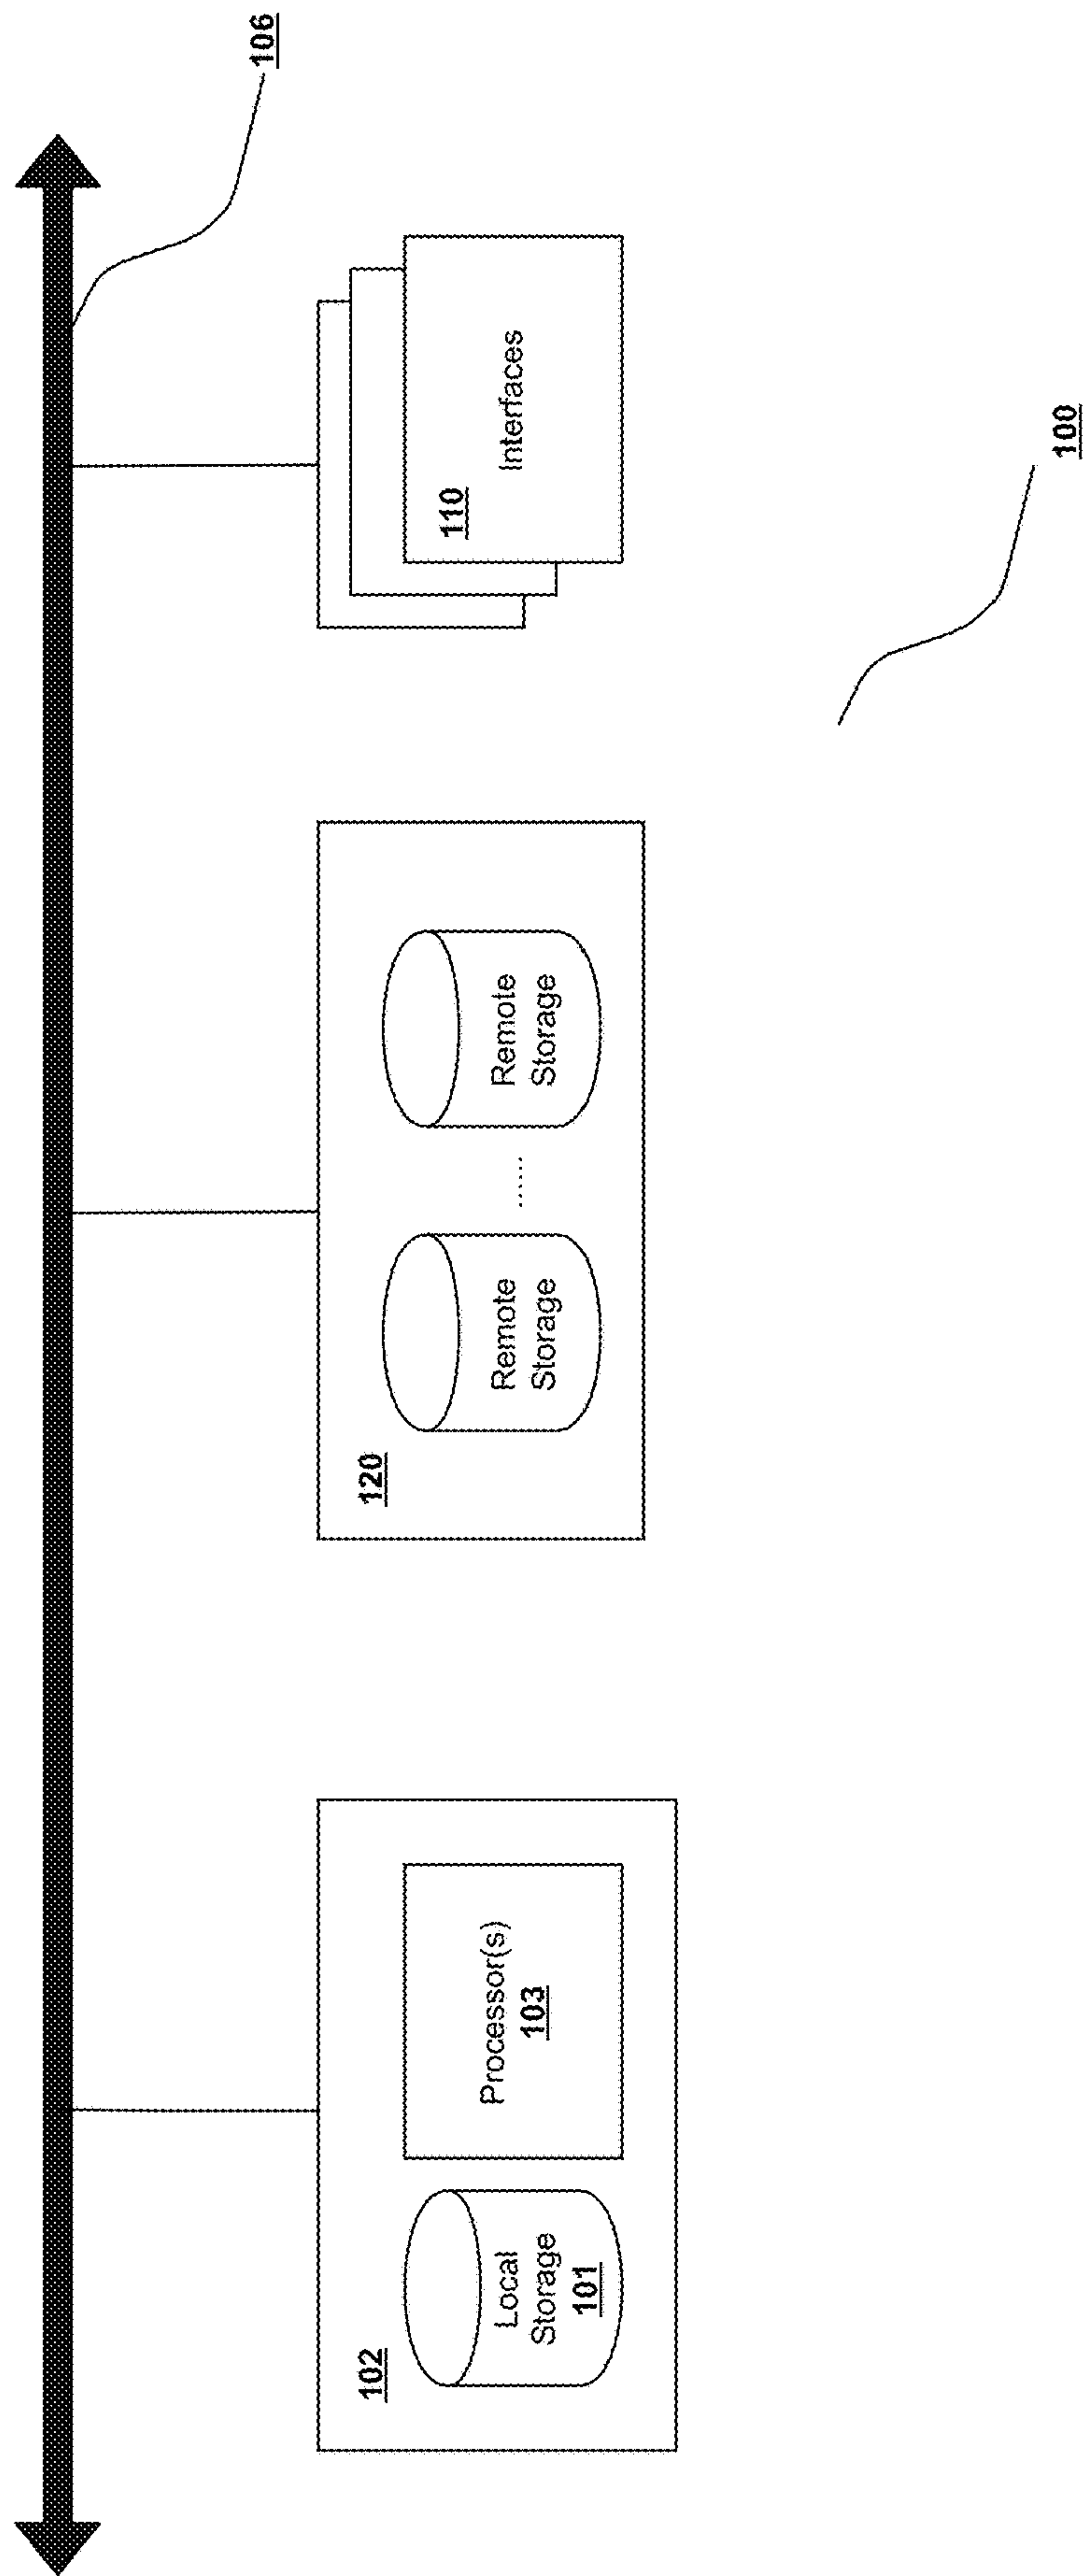 106
102
Local
Storage
101
Processor(s)
103
120
Remote
Storage
......
Remote
Storage
110
Interfaces
100